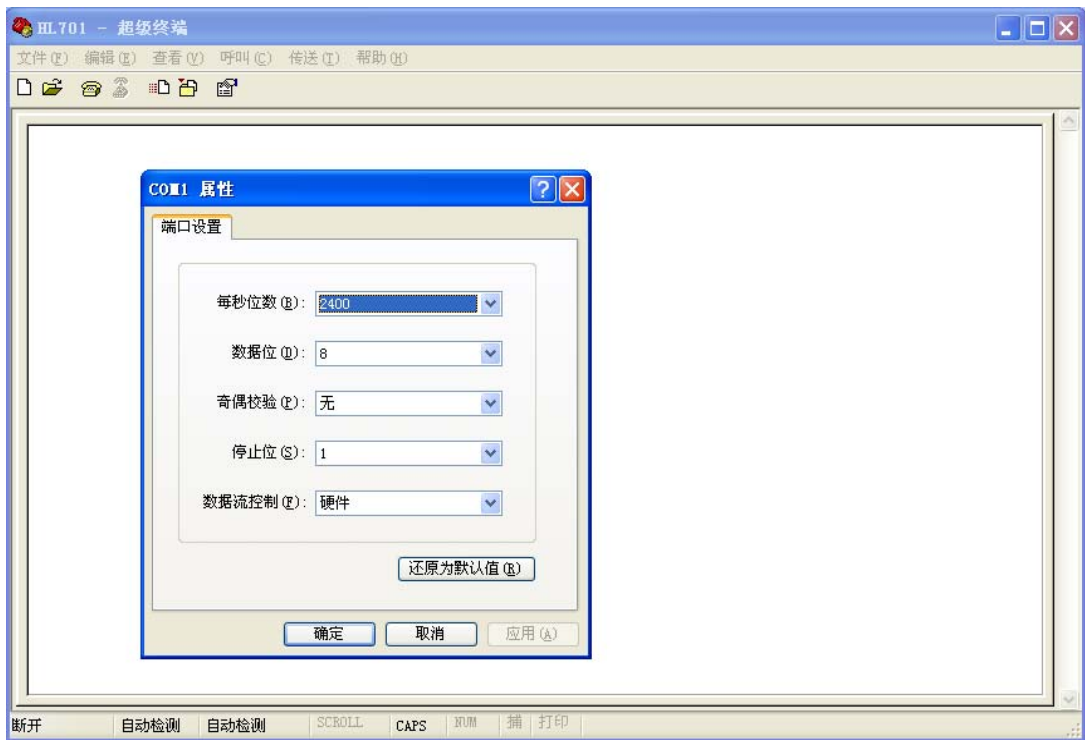 HL701 - 超级终端
文件(F) 编辑(E) 查看(V) 呼叫(C) 传送(T) 帮助(H)
COM1 属性
端口设置
每秒位数(B): 2400
数据位(D): 8
奇偶校验(P): 无
停止位(S): 1
数据流控制(F): 硬件
还原为默认值(R)
确定 取消 应用(A)
断开 自动检测 自动检测 SCROLL CAPS NUM 捕 打印